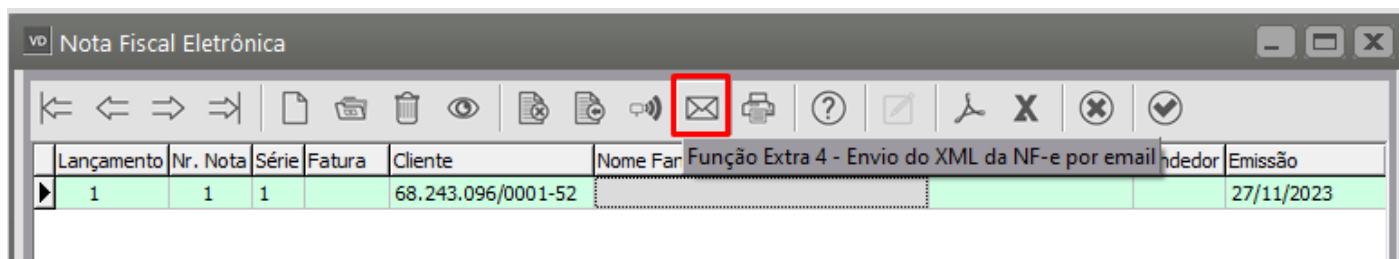 VD Nota Fiscal Eletrônica
Lançamento Nr. Nota Série Fatura Cliente Nome Fan Função Extra 4 - Envio do XML da NF-e por email ndedor Emissão
1 1 1 68.243.096/0001-52 27/11/2023